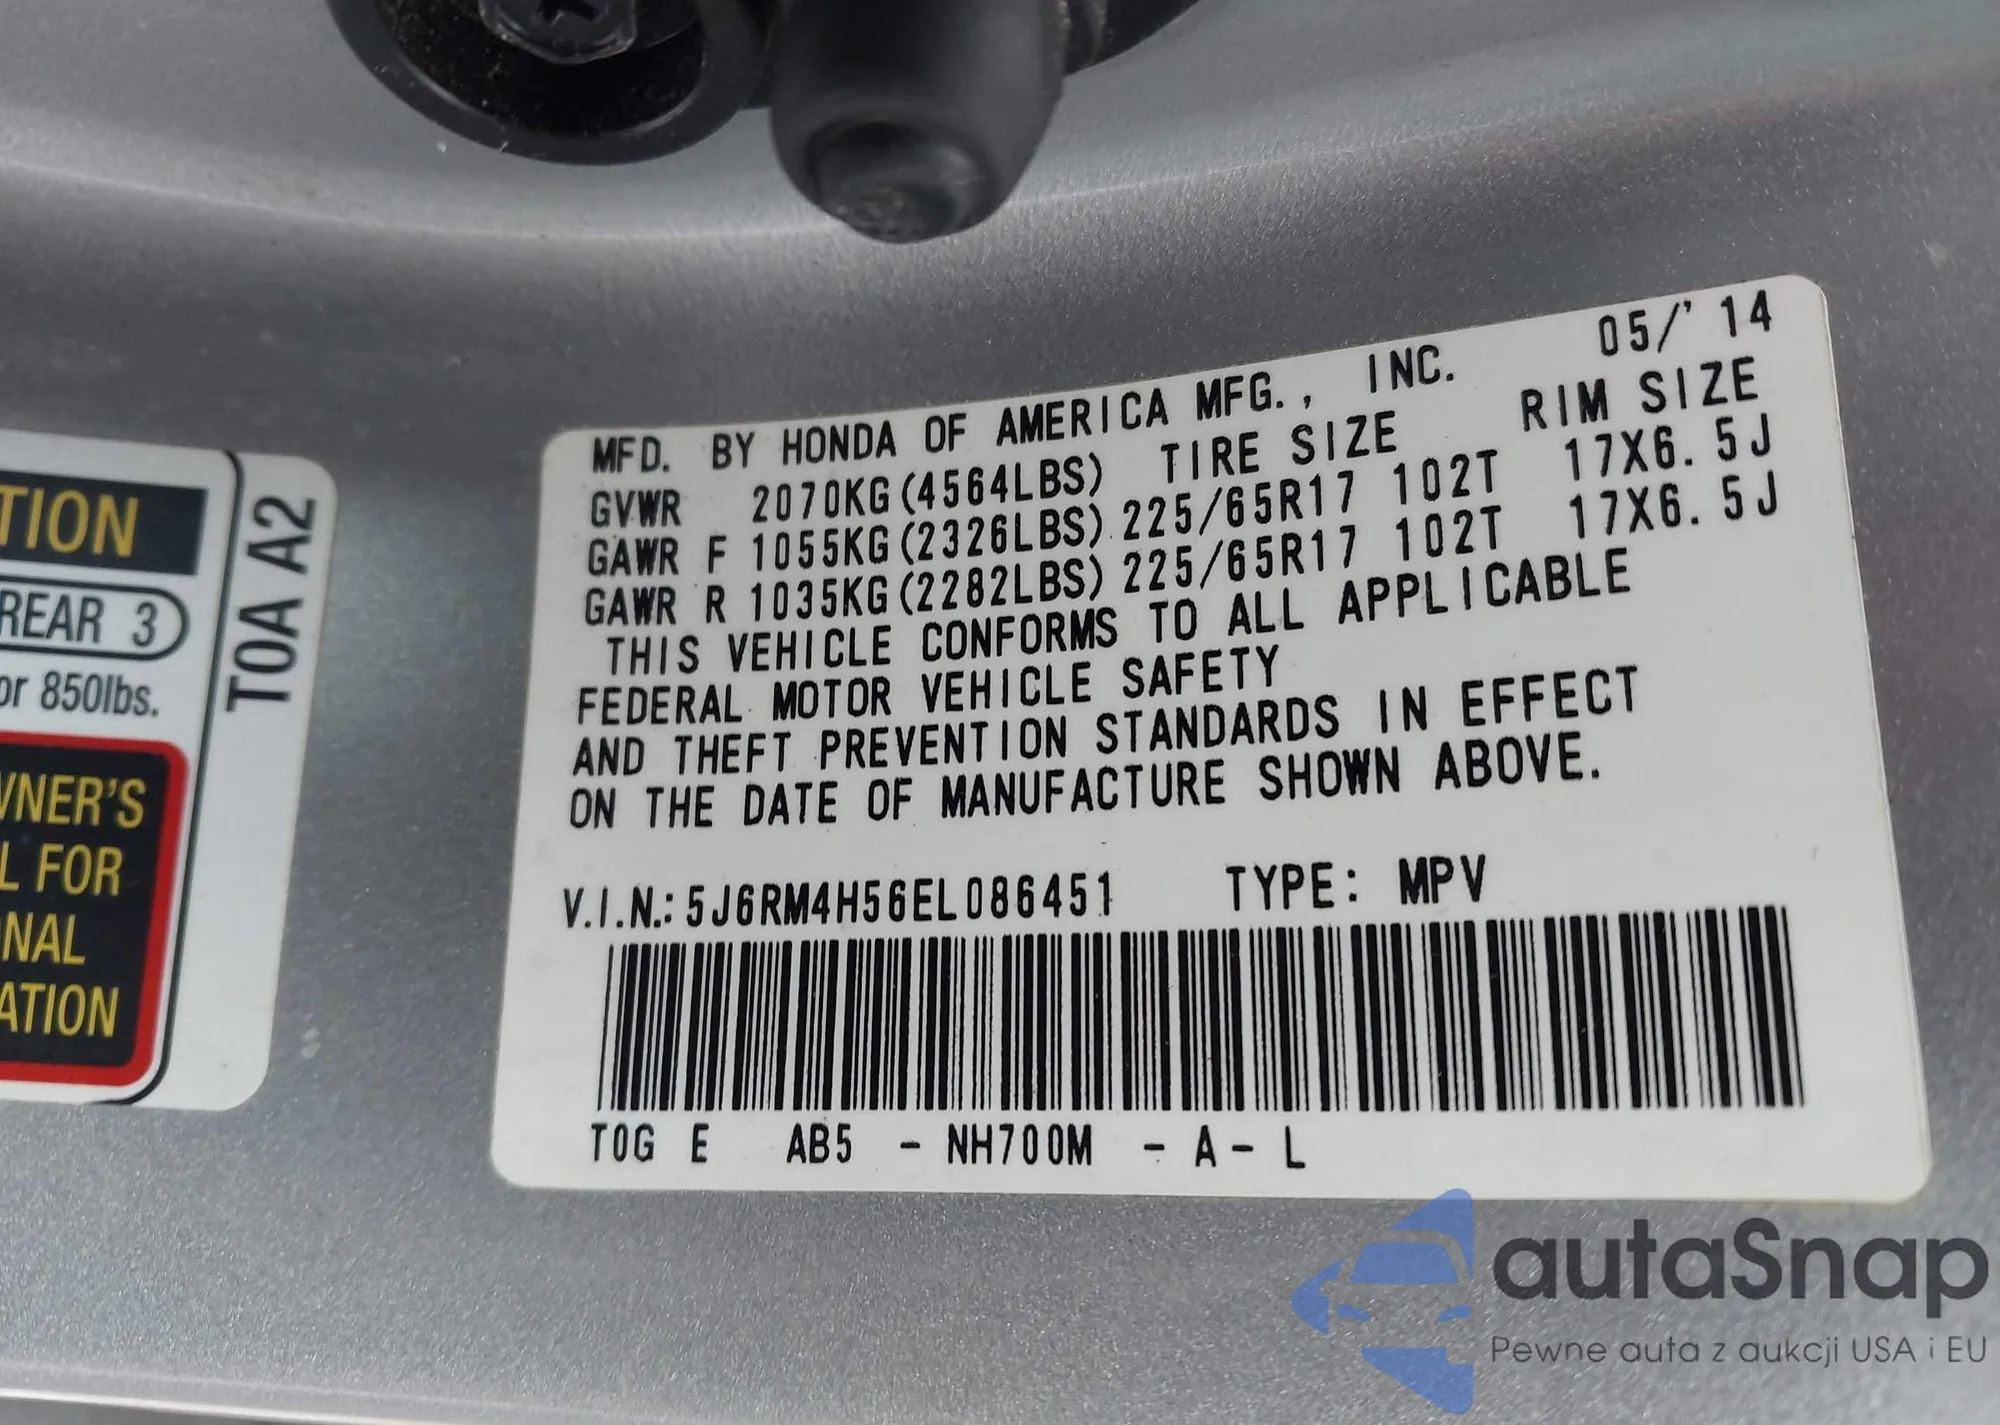 TION
REAR 3
or 850lbs.
WNER'S
L FOR
NAL
ATION
T0A A2
MFD. BY HONDA OF AMERICA MFG., INC. 05/'14
GVWR 2070KG(4564LBS) TIRE SIZE RIM SIZE
GAWR F 1055KG(2326LBS) 225/65R17 102T 17X6.5J
GAWR R 1035KG(2282LBS) 225/65R17 102T 17X6.5J
THIS VEHICLE CONFORMS TO ALL APPLICABLE
FEDERAL MOTOR VEHICLE SAFETY
AND THEFT PREVENTION STANDARDS IN EFFECT
ON THE DATE OF MANUFACTURE SHOWN ABOVE.
V.I.N.: 5J6RM4H56EL086451 TYPE: MPV
T0G E AB5 - NH700M - A - L
autaSnap
Pewne auta z aukcji USA i EU